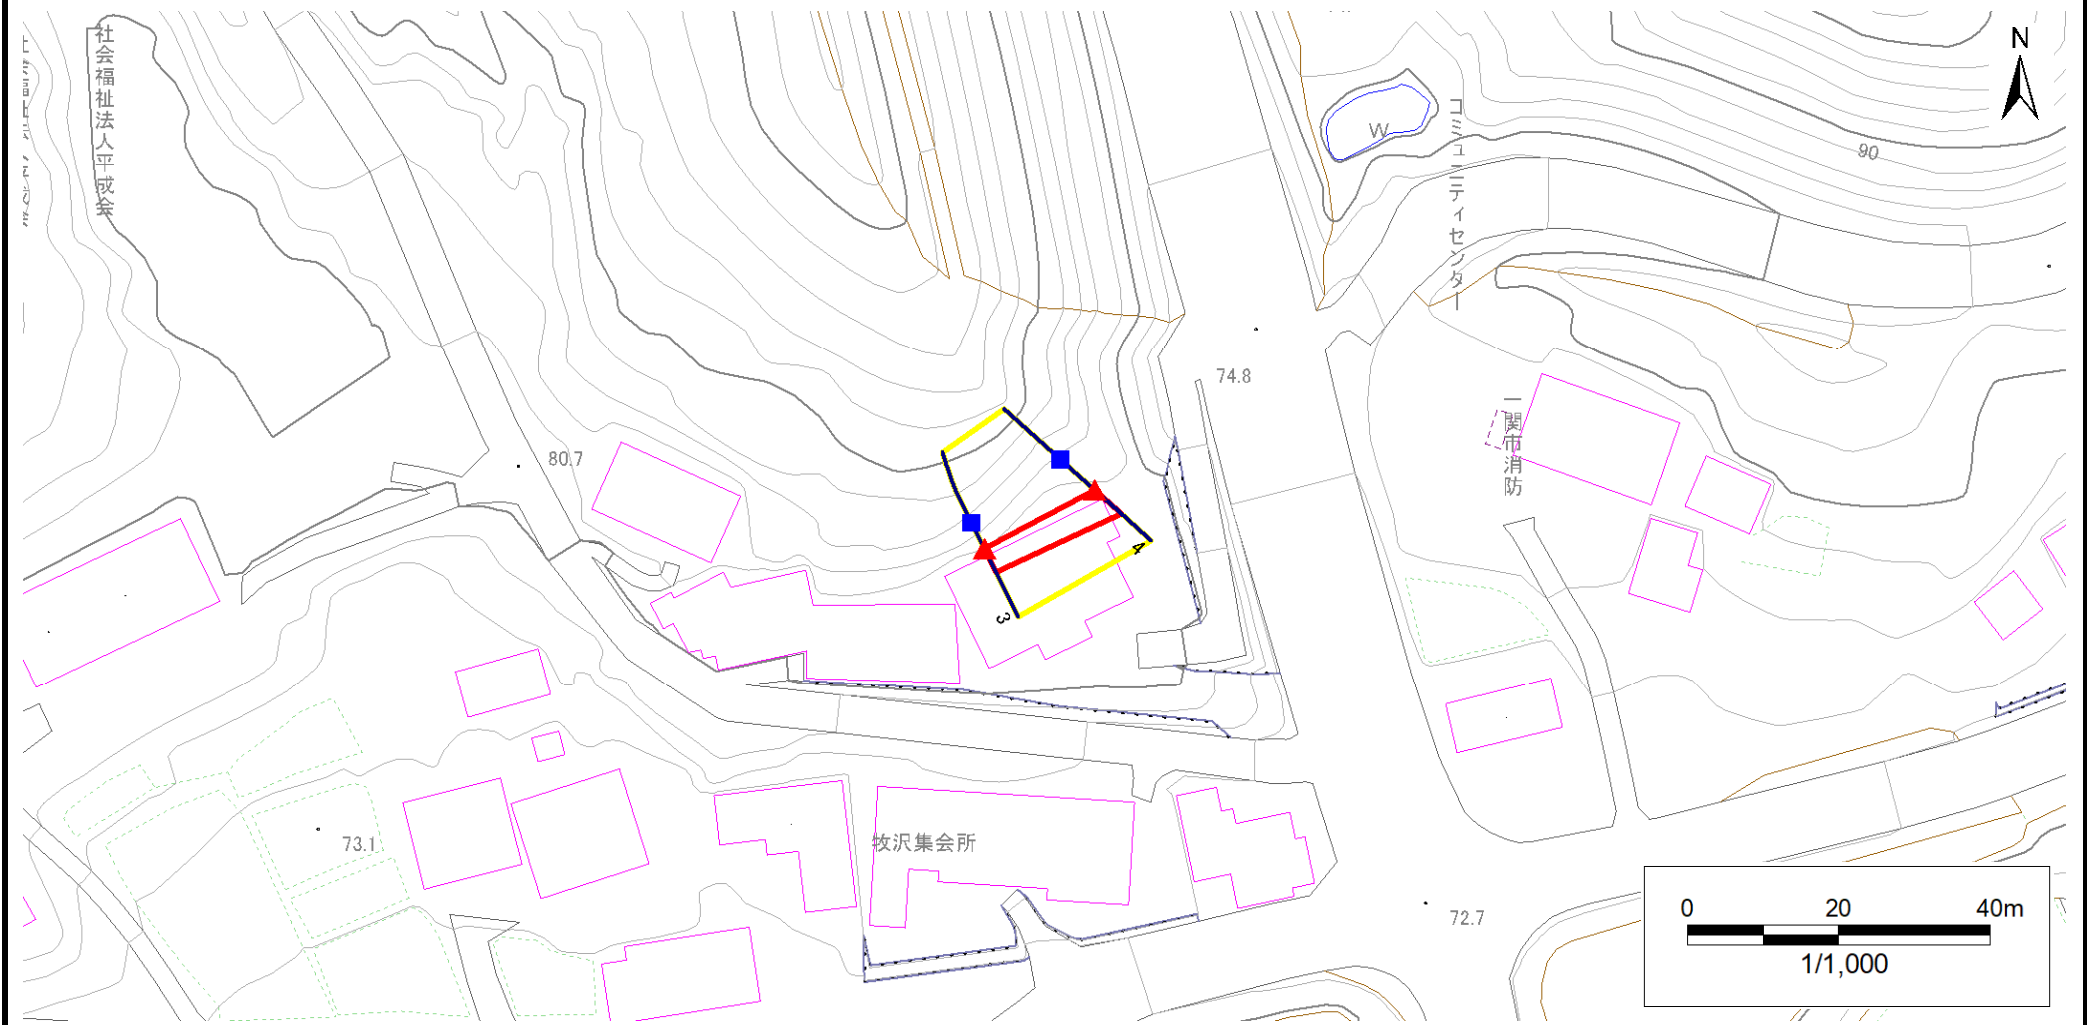 社会福祉法人平成会
N
W
コミュニティセンター
90
74.8
一関市消防
80.7
4
3
73.1
牧沢集会所
72.7
0 20 40m
1/1,000